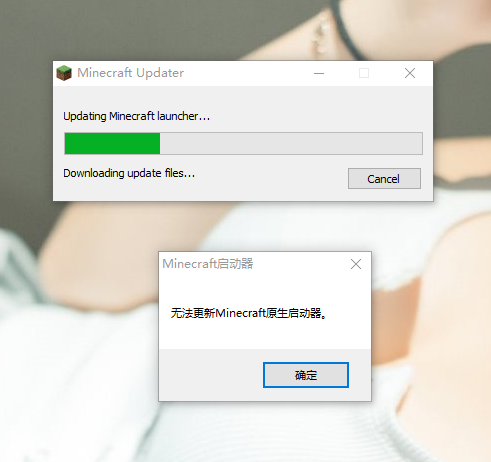 Minecraft Updater
Updating Minecraft launcher...
Downloading update files...
Cancel
Minecraft启动器
无法更新Minecraft原生启动器。
确定